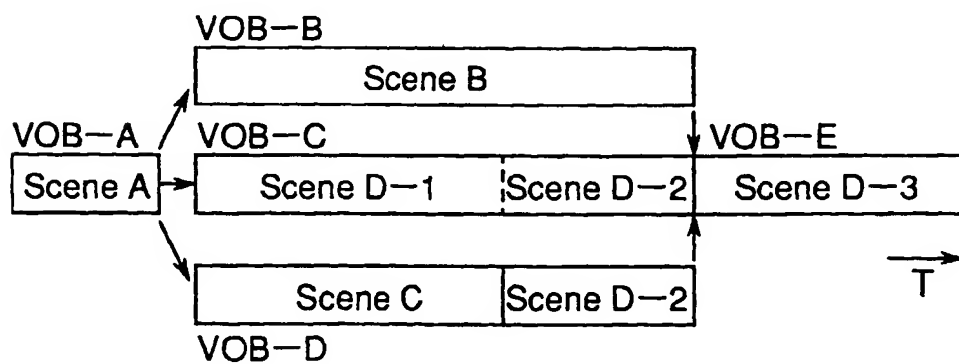 VOB—B
Scene B
VOB—A
VOB—C
VOB—E
Scene A
Scene D—1
Scene D—2
Scene D—3
Scene C
Scene D—2
T
VOB—D